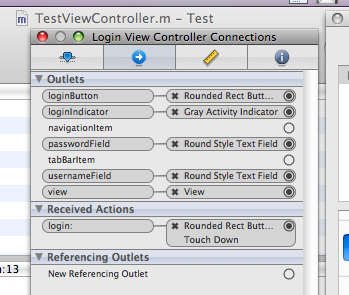 TestViewController.m – Test
Login View Controller Connections
Outlets
loginButton
Rounded Rect Butt...
loginIndicator
Gray Activity Indicator
navigationItem
passwordField
Round Style Text Field
tabBarItem
usernameField
Round Style Text Field
view
View
Received Actions
login:
Rounded Rect Butt...
Touch Down
Referencing Outlets
New Referencing Outlet
:13